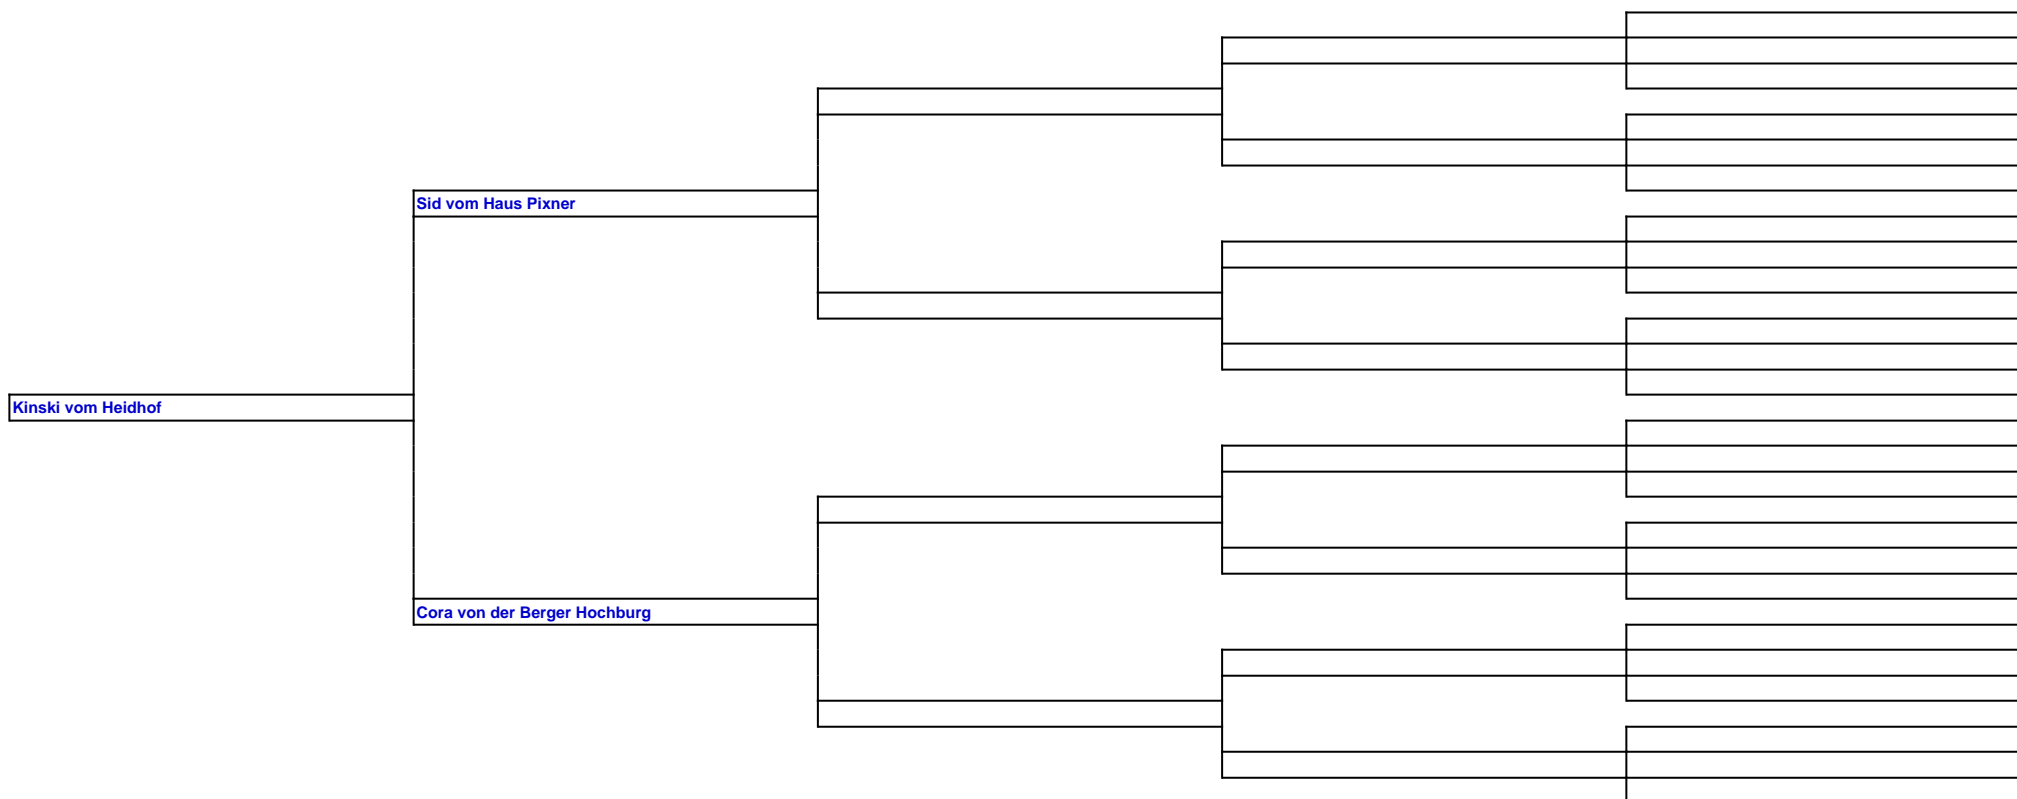 Sid vom Haus Pixner
Kinski vom Heidhof
Cora von der Berger Hochburg